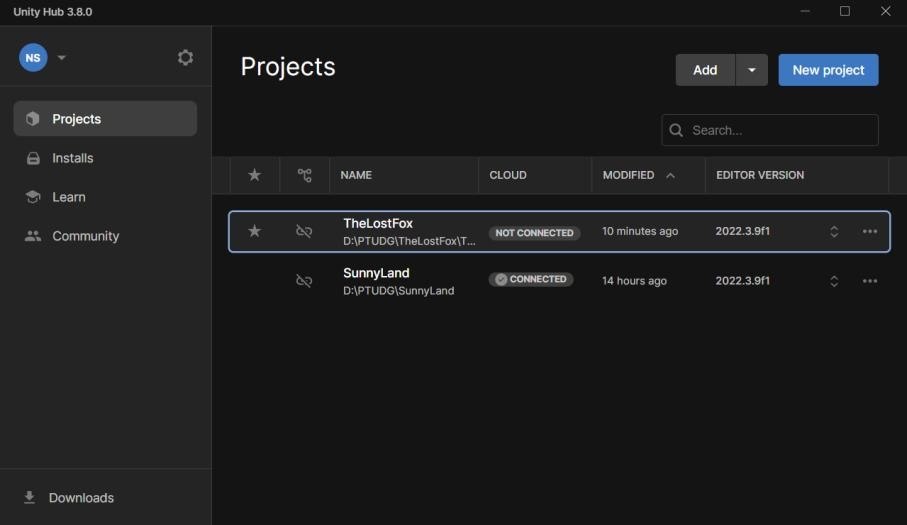 Unity Hub 3.8.0
NS
Projects
Installs
Learn
Community
Downloads
Projects
Add
New project
Search...
NAME CLOUD MODIFIED EDITOR VERSION
TheLostFox
D:\PTUDG\TheLostFox\T...
NOT CONNECTED
10 minutes ago
2022.3.9f1
SunnyLand
D:\PTUDG\SunnyLand
CONNECTED
14 hours ago
2022.3.9f1